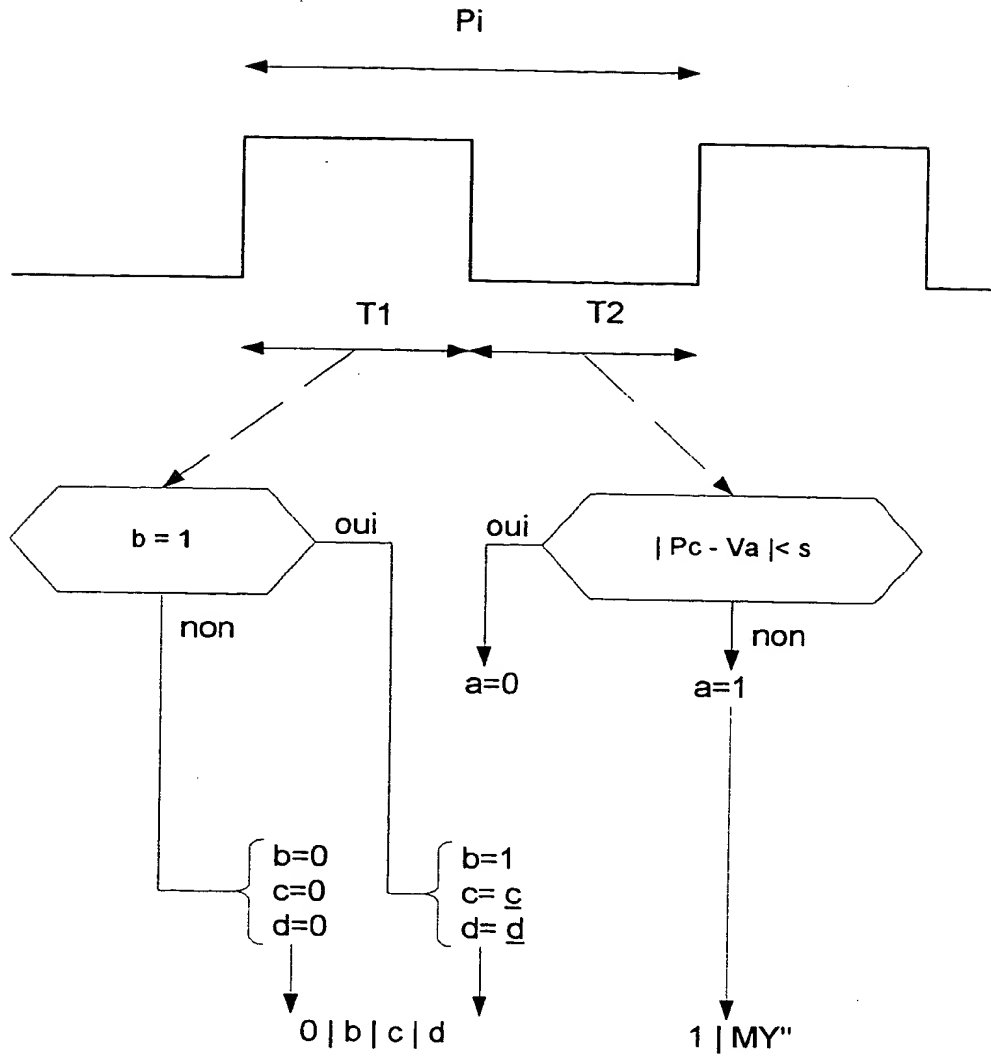 Pi
T1
T2
b = 1
oui
non
oui
| Pc - Va |< s
non
a=0
a=1
b=0
c=0
d=0
b=1
c= c
d= d
0 | b | c | d
1 | MY"